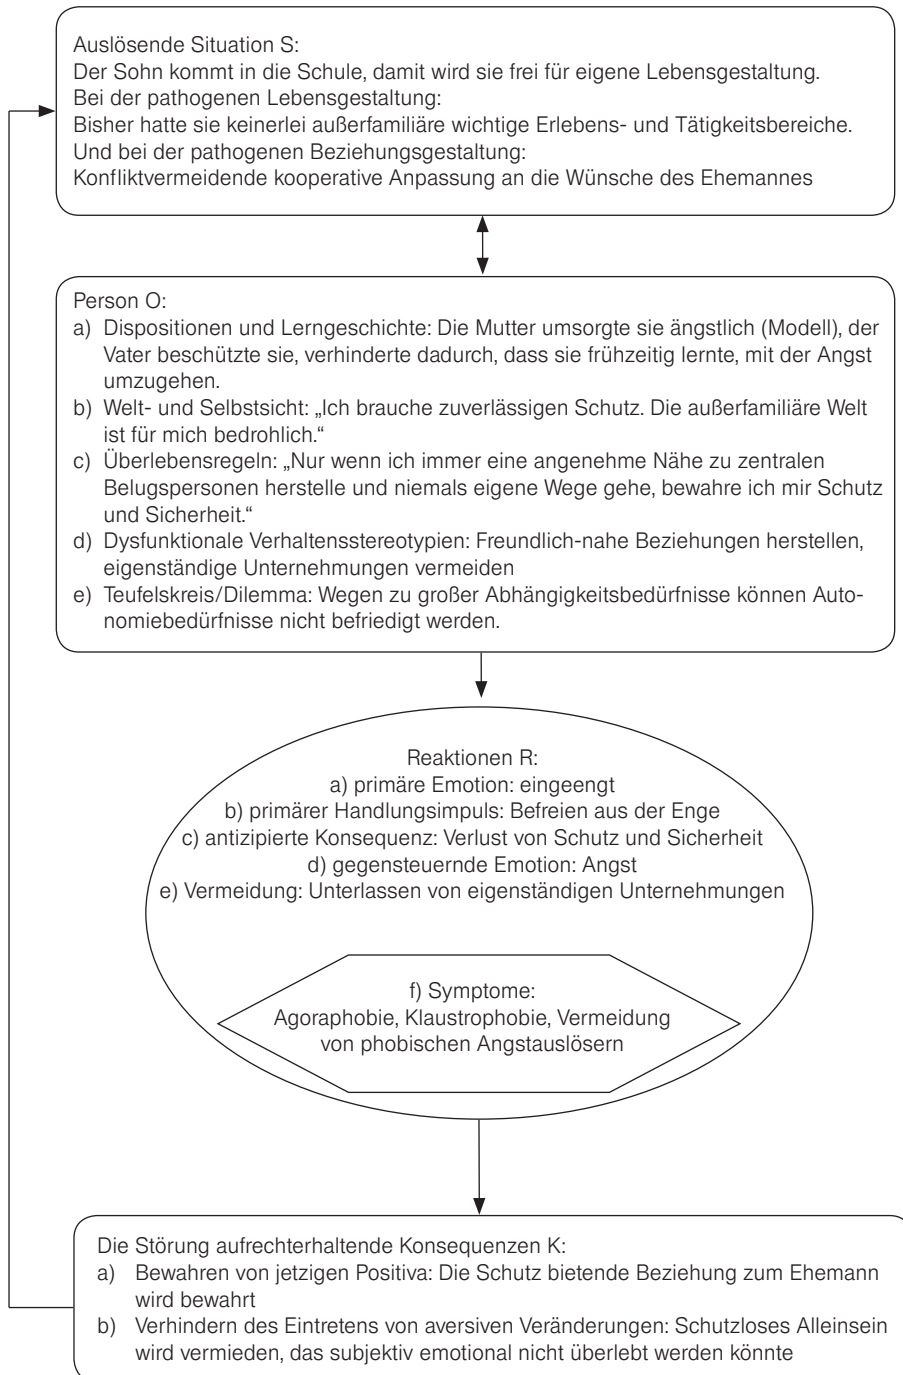 Auslösende Situation S:
Der Sohn kommt in die Schule, damit wird sie frei für eigene Lebensgestaltung.
Bei der pathogenen Lebensgestaltung:
Bisher hatte sie keinerlei außerfamiliäre wichtige Erlebens- und Tätigkeitsbereiche.
Und bei der pathogenen Beziehungsgestaltung:
Konfliktvermeidende kooperative Anpassung an die Wünsche des Ehemannes
Person O:
a) Dispositionen und Lerngeschichte: Die Mutter umsorgte sie ängstlich (Modell), der
Vater beschützte sie, verhinderte dadurch, dass sie frühzeitig lernte, mit der Angst
umzugehen.
b) Welt- und Selbstsicht: „Ich brauche zuverlässigen Schutz. Die außerfamiliäre Welt
ist für mich bedrohlich.“
c) Überlebensregeln: „Nur wenn ich immer eine angenehme Nähe zu zentralen
Belugspersonen herstelle und niemals eigene Wege gehe, bewahre ich mir Schutz
und Sicherheit.“
d) Dysfunktionale Verhaltensstereotypien: Freundlich-nahe Beziehungen herstellen,
eigenständige Unternehmungen vermeiden
e) Teufelskreis/Dilemma: Wegen zu großer Abhängigkeitsbedürfnisse können Auto-
nomiebedürfnisse nicht befriedigt werden.
Reaktionen R:
a) primäre Emotion: eingeengt
b) primärer Handlungsimpuls: Befreien aus der Enge
c) antizipierte Konsequenz: Verlust von Schutz und Sicherheit
d) gegensteuernde Emotion: Angst
e) Vermeidung: Unterlassen von eigenständigen Unternehmungen
f) Symptome:
Agoraphobie, Klaustrophobie, Vermeidung
von phobischen Angstauslösern
Die Störung aufrechterhaltende Konsequenzen K:
a) Bewahren von jetzigen Positiva: Die Schutz bietende Beziehung zum Ehemann
wird bewahrt
b) Verhindern des Eintretens von aversiven Veränderungen: Schutzloses Alleinsein
wird vermieden, das subjektiv emotional nicht überlebt werden könnte